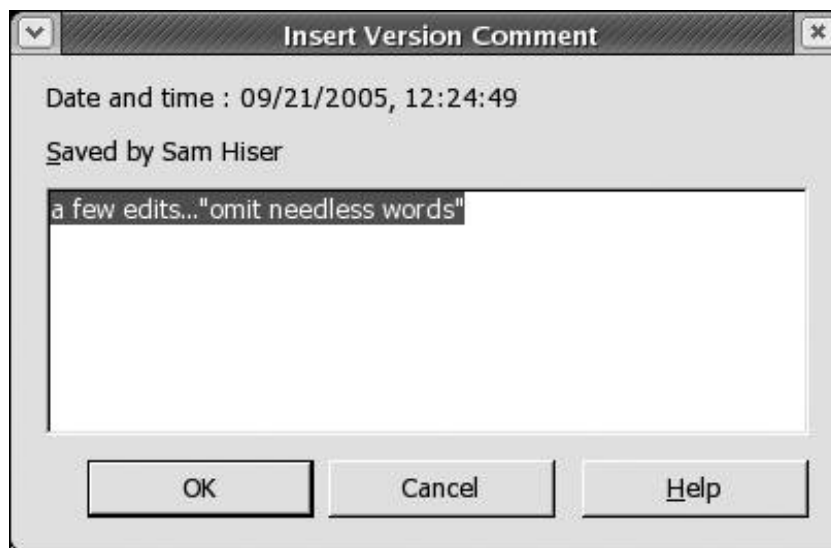 Insert Version Comment
Date and time : 09/21/2005, 12:24:49
Saved by Sam Hiser
a few edits..."omit needless words"
OK Cancel Help